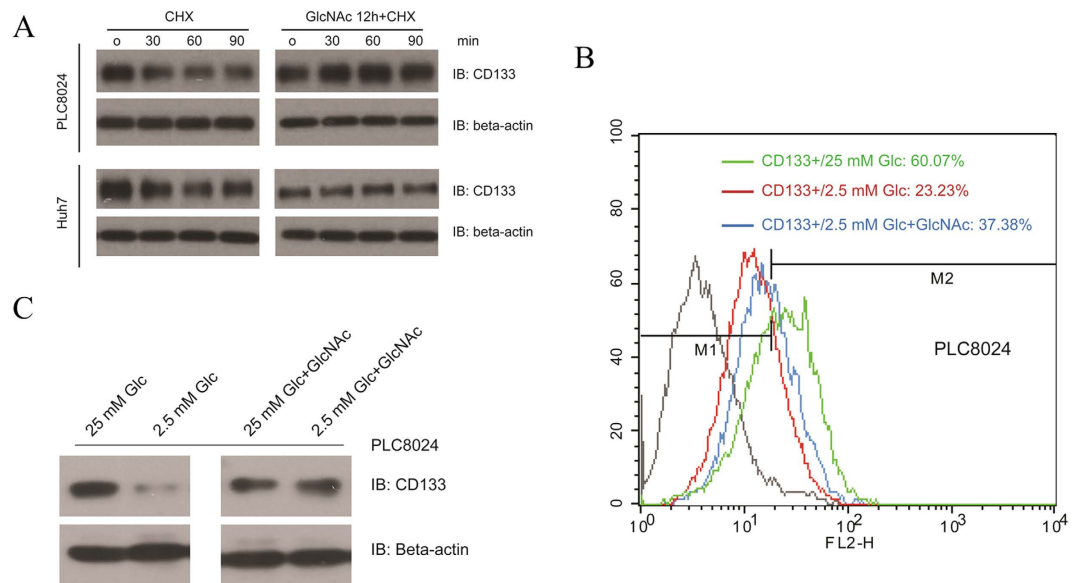 A
CHX
GlcNAc 12h+CHX
o 30 60 90
o 30 60 90 min
PLC8024
IB: CD133
IB: beta-actin
Huh7
IB: CD133
IB: beta-actin
B
100
80
60
40
20
0
CD133+/25 mM Glc: 60.07%
CD133+/2.5 mM Glc: 23.23%
CD133+/2.5 mM Glc+GlcNAc: 37.38%
M2
M1
PLC8024
10^0 10^1 10^2 10^3 10^4
FL2-H
C
25 mM Glc
2.5 mM Glc
25 mM Glc+GlcNAc
2.5 mM Glc+GlcNAc
PLC8024
IB: CD133
IB: Beta-actin